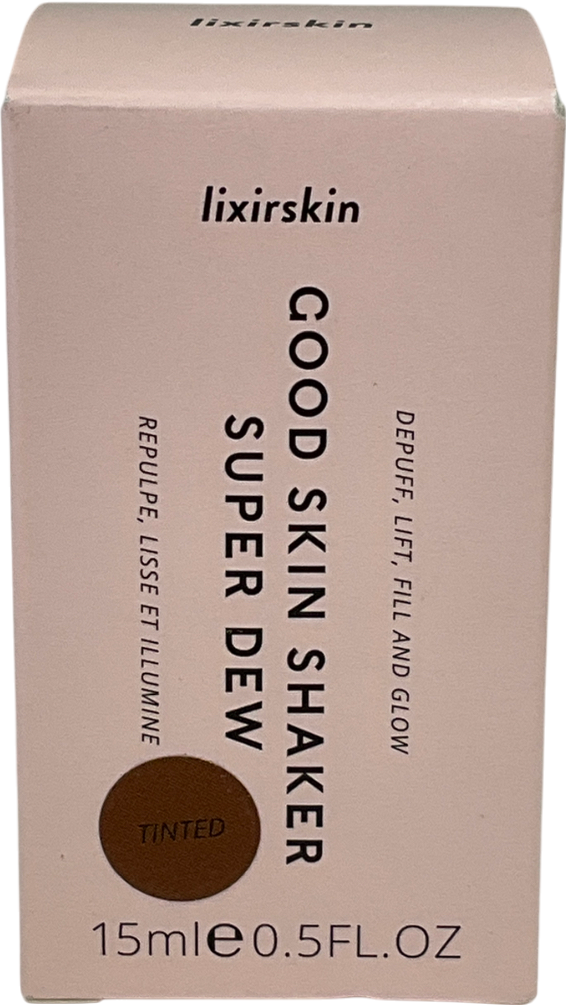 lixirskin
lixirskin
DEPUFF, LIFT, FILL AND GLOW
GOOD SKIN SHAKER
SUPER DEW
REPULPE, LISSE ET ILLUMINE
TINTED
15ml℮0.5FL.OZ